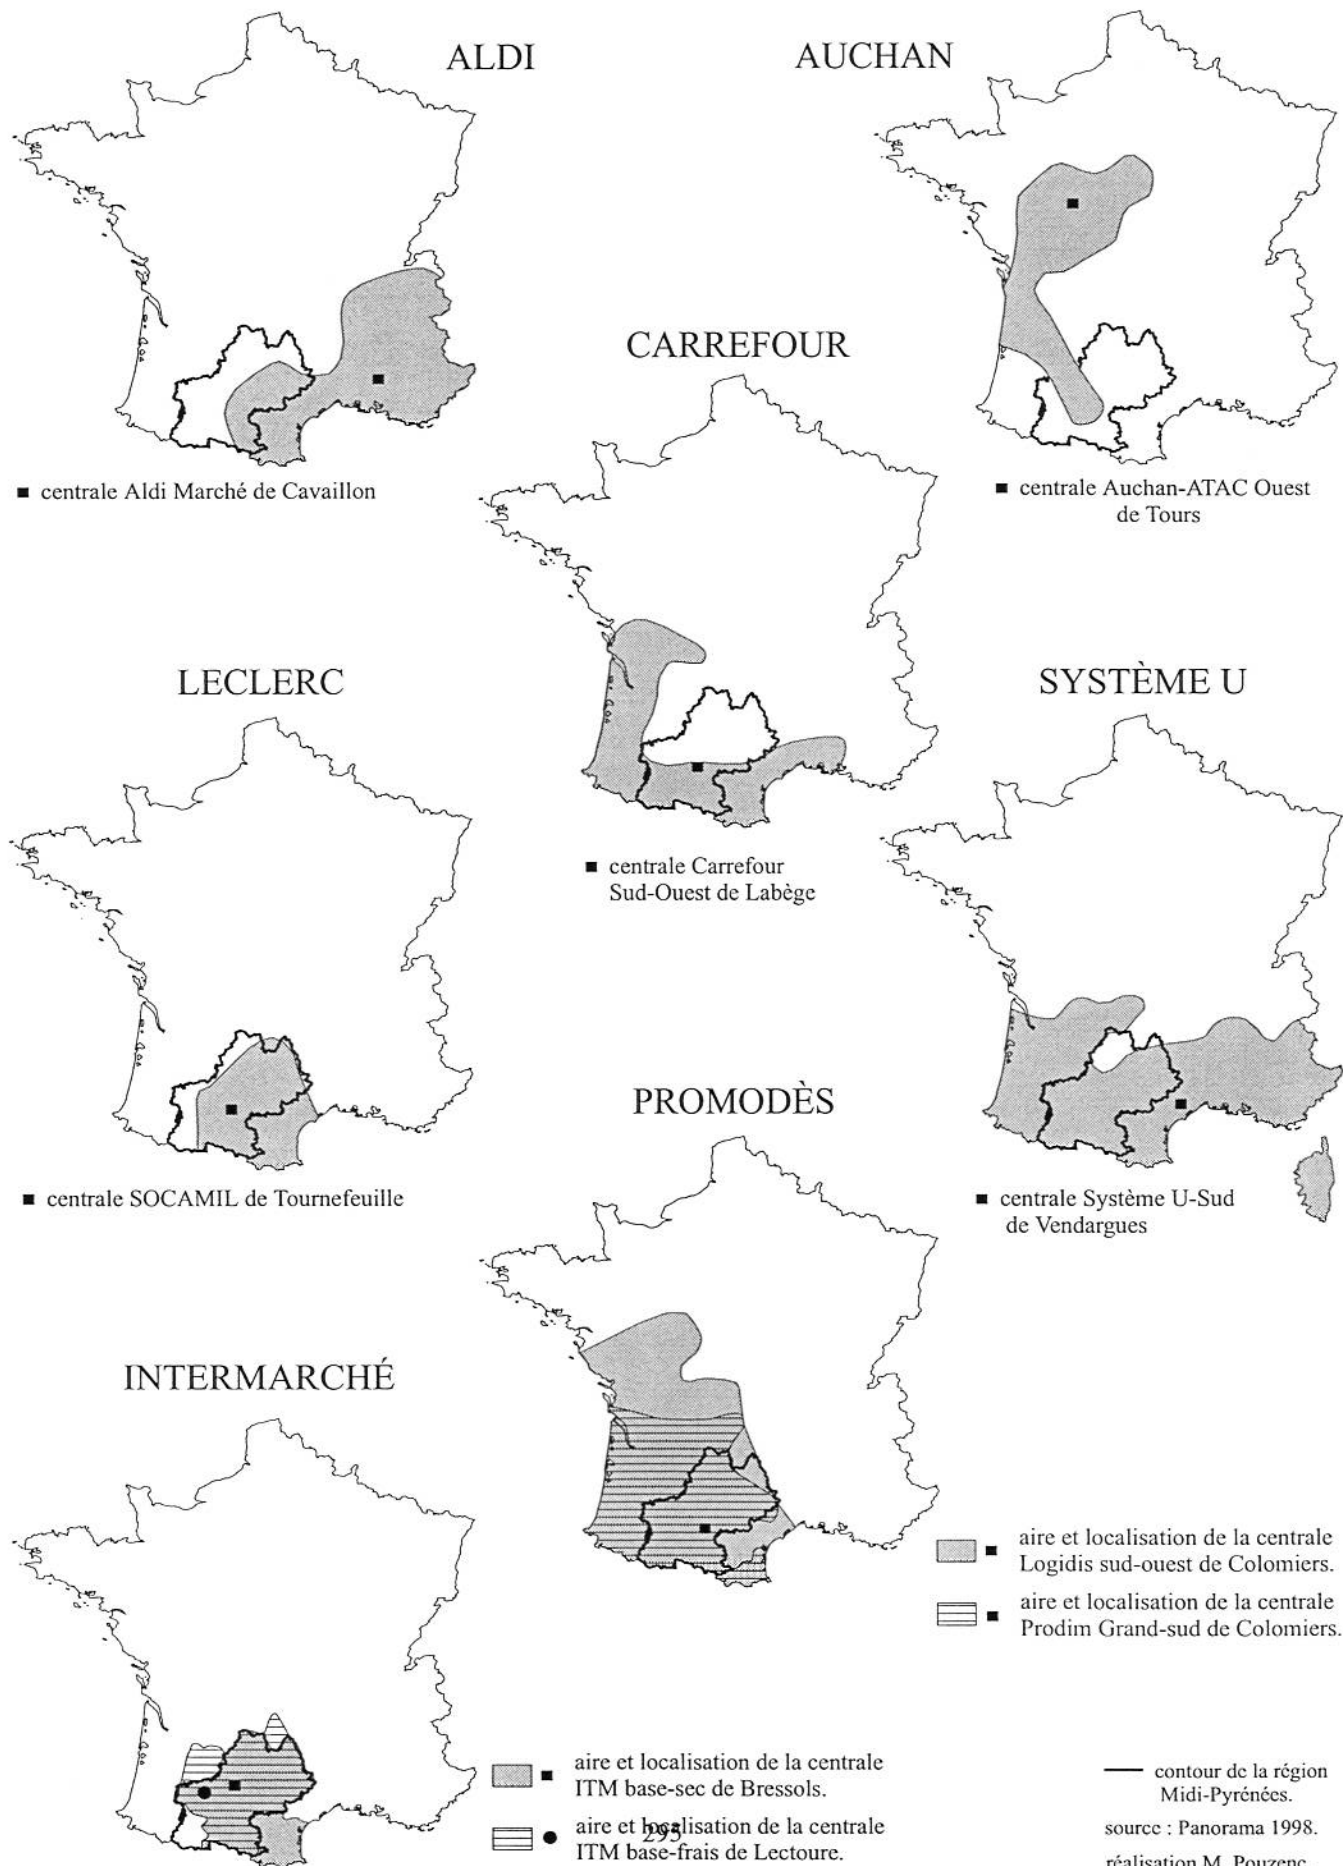 ALDI
AUCHAN
■ centrale Aldi Marché de Cavaillon
■ centrale Auchan-ATAC Ouest
de Tours
CARREFOUR
■ centrale Carrefour
Sud-Ouest de Labège
LECLERC
■ centrale SOCAMIL de Tournefeuille
SYSTÈME U
■ centrale Système U-Sud
de Vendargues
PROMODÈS
aire et localisation de la centrale
Logidis sud-ouest de Colomiers.
aire et localisation de la centrale
Prodim Grand-sud de Colomiers.
INTERMARCHÉ
aire et localisation de la centrale
ITM base-sec de Bressols.
aire et localisation de la centrale
ITM base-frais de Lectoure.
295
contour de la région
Midi-Pyrénées.
source : Panorama 1998.
réalisation M. Pouzenc